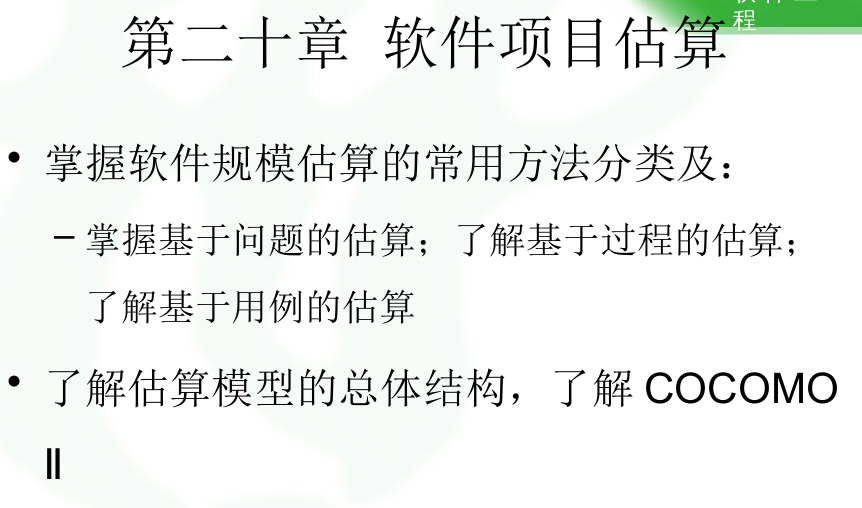 程
第二十章 软件项目估算
• 掌握软件规模估算的常用方法分类及：
– 掌握基于问题的估算；了解基于过程的估算；
了解基于用例的估算
• 了解估算模型的总体结构，了解 COCOMO
II